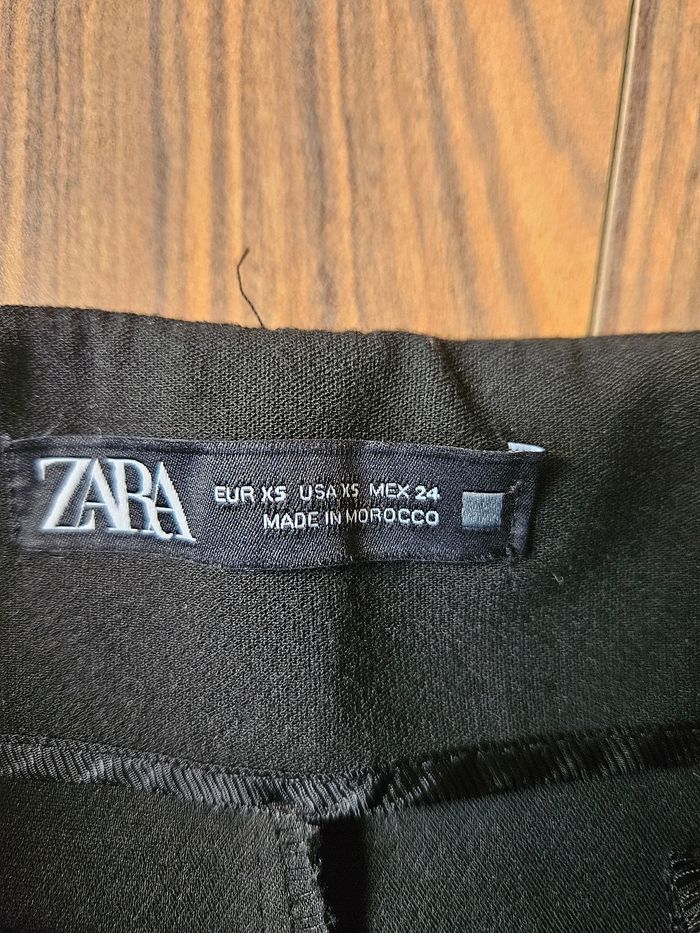 ZARA
EUR XS USA XS MEX 24
MADE IN MOROCCO